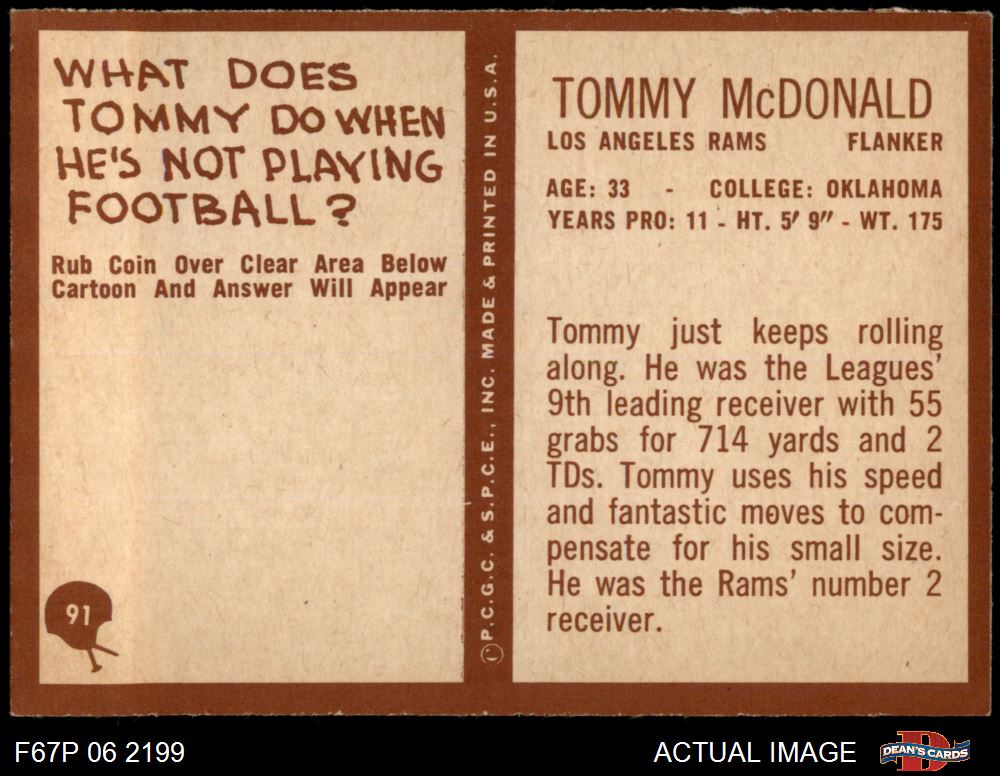 WHAT DOES
TOMMY DO WHEN
HE'S NOT PLAYING
FOOTBALL?
Rub Coin Over Clear Area Below
Cartoon And Answer Will Appear
91
P.C.G.C. & S.P.C.E., INC. MADE & PRINTED IN U.S.A.
TOMMY McDONALD
LOS ANGELES RAMS FLANKER
AGE: 33 - COLLEGE: OKLAHOMA
YEARS PRO: 11 - HT. 5' 9" - WT. 175
Tommy just keeps rolling
along. He was the Leagues'
9th leading receiver with 55
grabs for 714 yards and 2
TDs. Tommy uses his speed
and fantastic moves to com-
pensate for his small size.
He was the Rams' number 2
receiver.
F67P 06 2199
ACTUAL IMAGE
D
DEAN'S CARDS